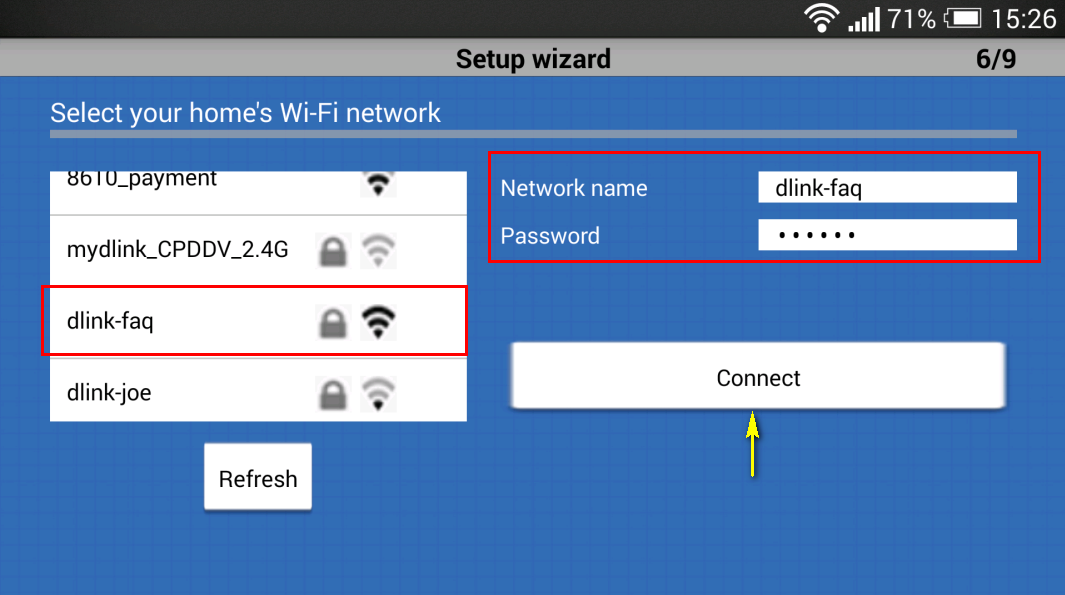 71% 15:26
Setup wizard 6/9
Select your home's Wi-Fi network
8610_payment
mydlink_CPDDV_2.4G
dlink-faq
dlink-joe
Refresh
Network name dlink-faq
Password ••••••
Connect